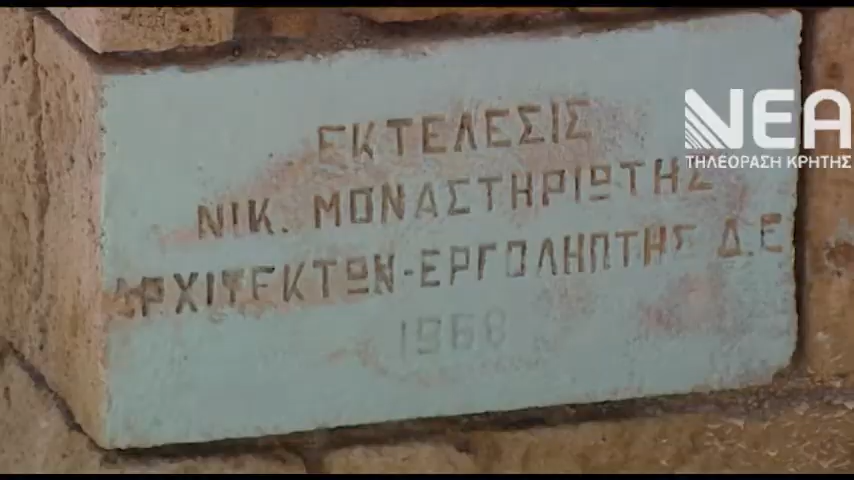 ΝΕΑ
ΤΗΛΕΟΡΑΣΗ ΚΡΗΤΗΣ
ΕΚΤΕΛΕΣΙΣ
ΝΙΚ. ΜΟΝΑΣΤΗΡΙΩΤΗΣ
ΑΡΧΙΤΕΚΤΩΝ-ΕΡΓΟΛΗΠΤΗΣ Δ.Ε
1968